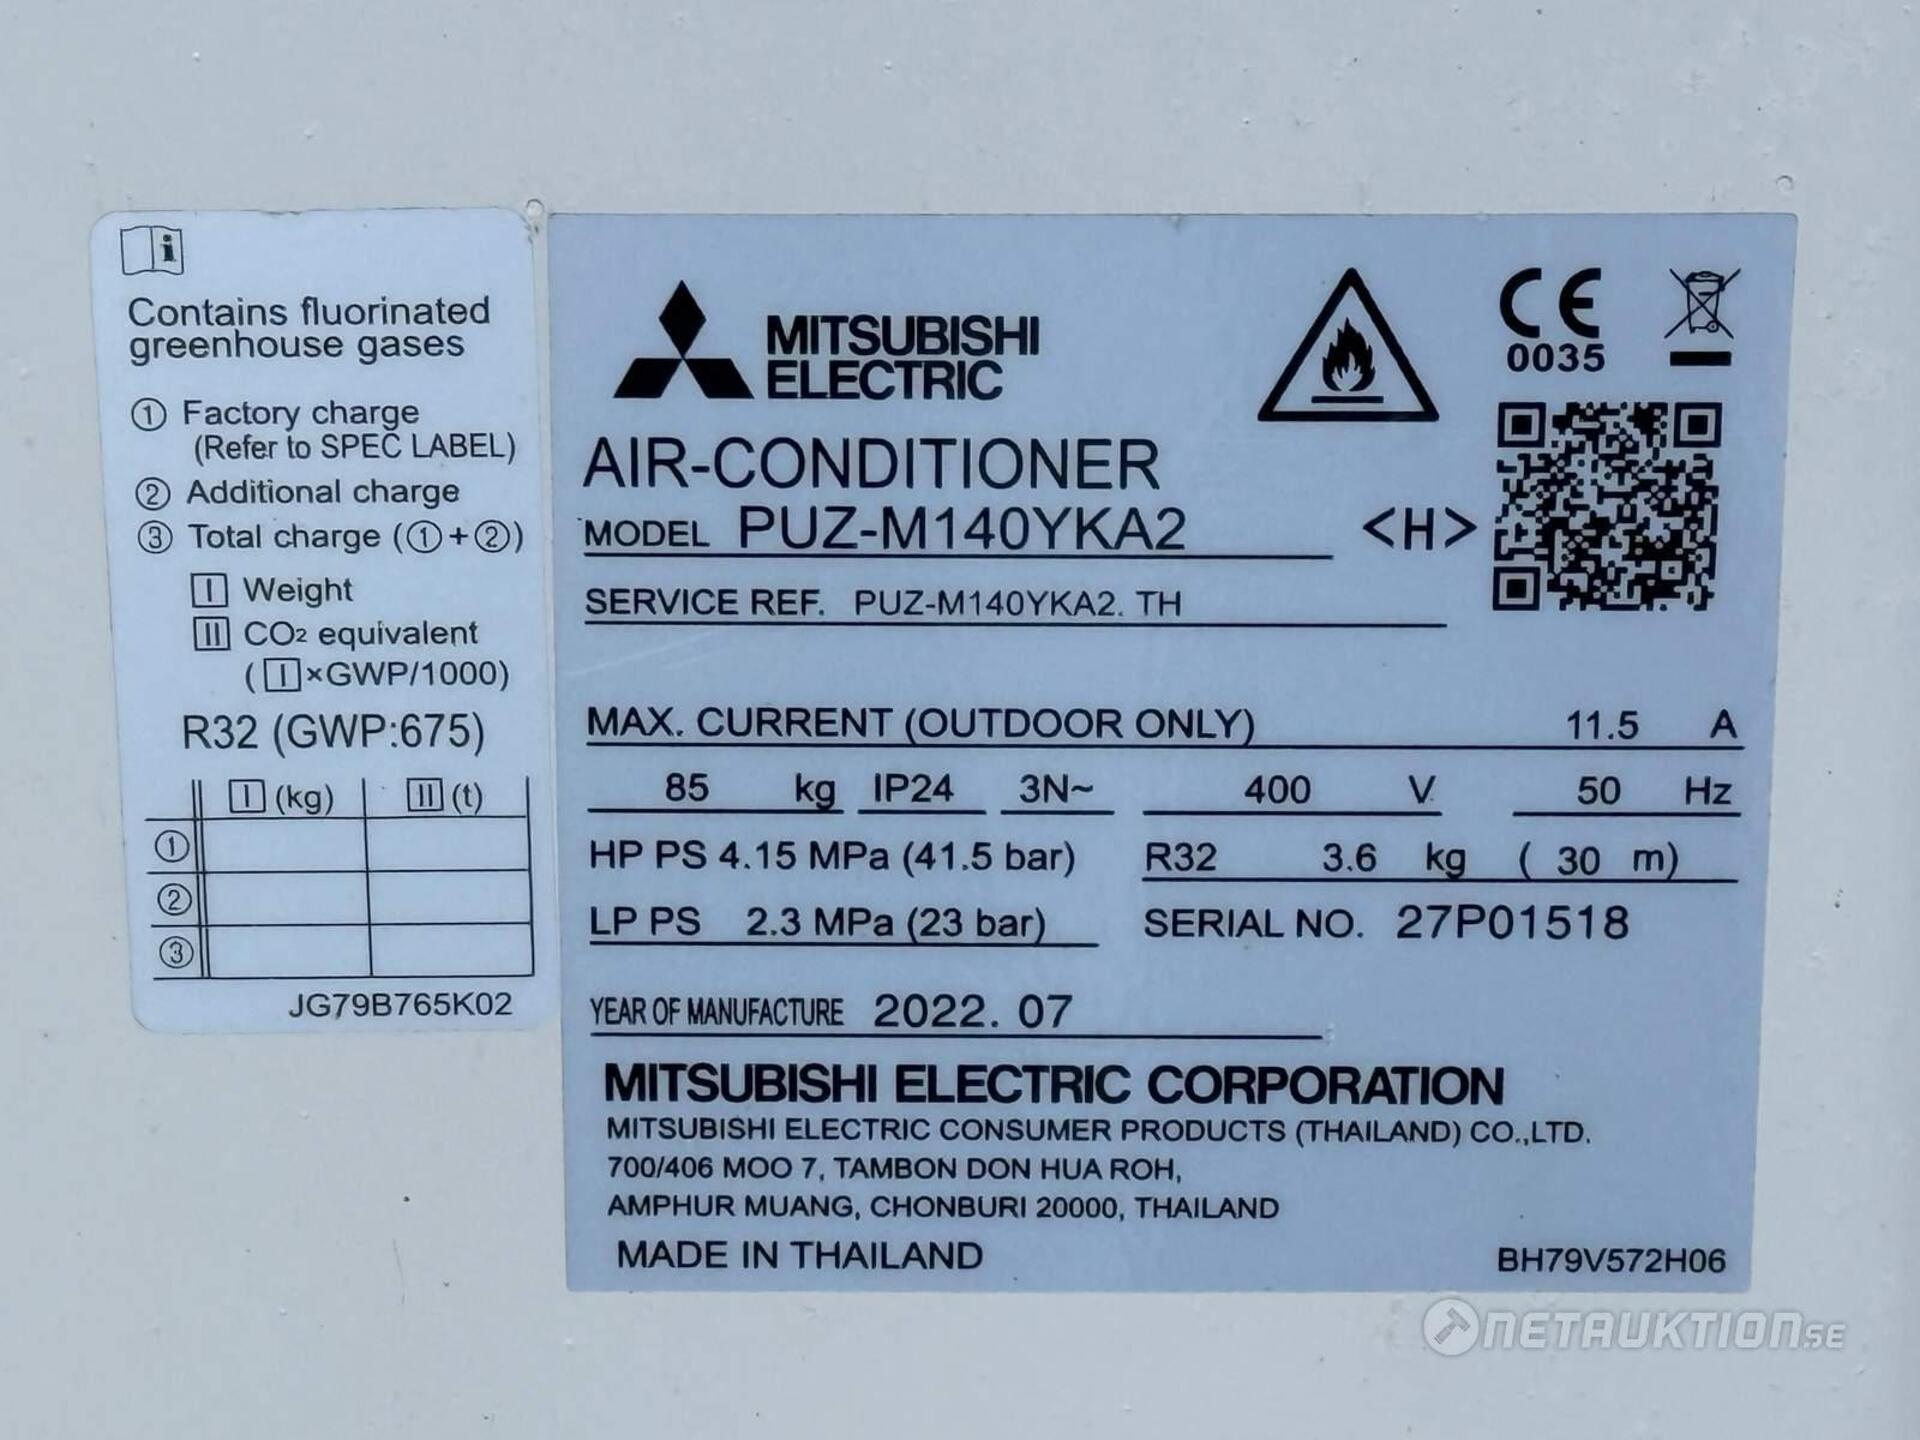 Contains fluorinated
greenhouse gases
① Factory charge
(Refer to SPEC LABEL)
② Additional charge
③ Total charge (①+②)
I Weight
II CO2 equivalent
( I ×GWP/1000)
R32 (GWP:675)
I (kg) II (t)
①
②
③
JG79B765K02
MITSUBISHI
ELECTRIC
CE
0035
AIR-CONDITIONER
MODEL PUZ-M140YKA2 <H>
SERVICE REF. PUZ-M140YKA2. TH
MAX. CURRENT (OUTDOOR ONLY) 11.5 A
85 kg IP24 3N~ 400 V 50 Hz
HP PS 4.15 MPa (41.5 bar) R32 3.6 kg ( 30 m)
LP PS 2.3 MPa (23 bar) SERIAL NO. 27P01518
YEAR OF MANUFACTURE 2022. 07
MITSUBISHI ELECTRIC CORPORATION
MITSUBISHI ELECTRIC CONSUMER PRODUCTS (THAILAND) CO.,LTD.
700/406 MOO 7, TAMBON DON HUA ROH,
AMPHUR MUANG, CHONBURI 20000, THAILAND
MADE IN THAILAND BH79V572H06
NETAUKTION.SE